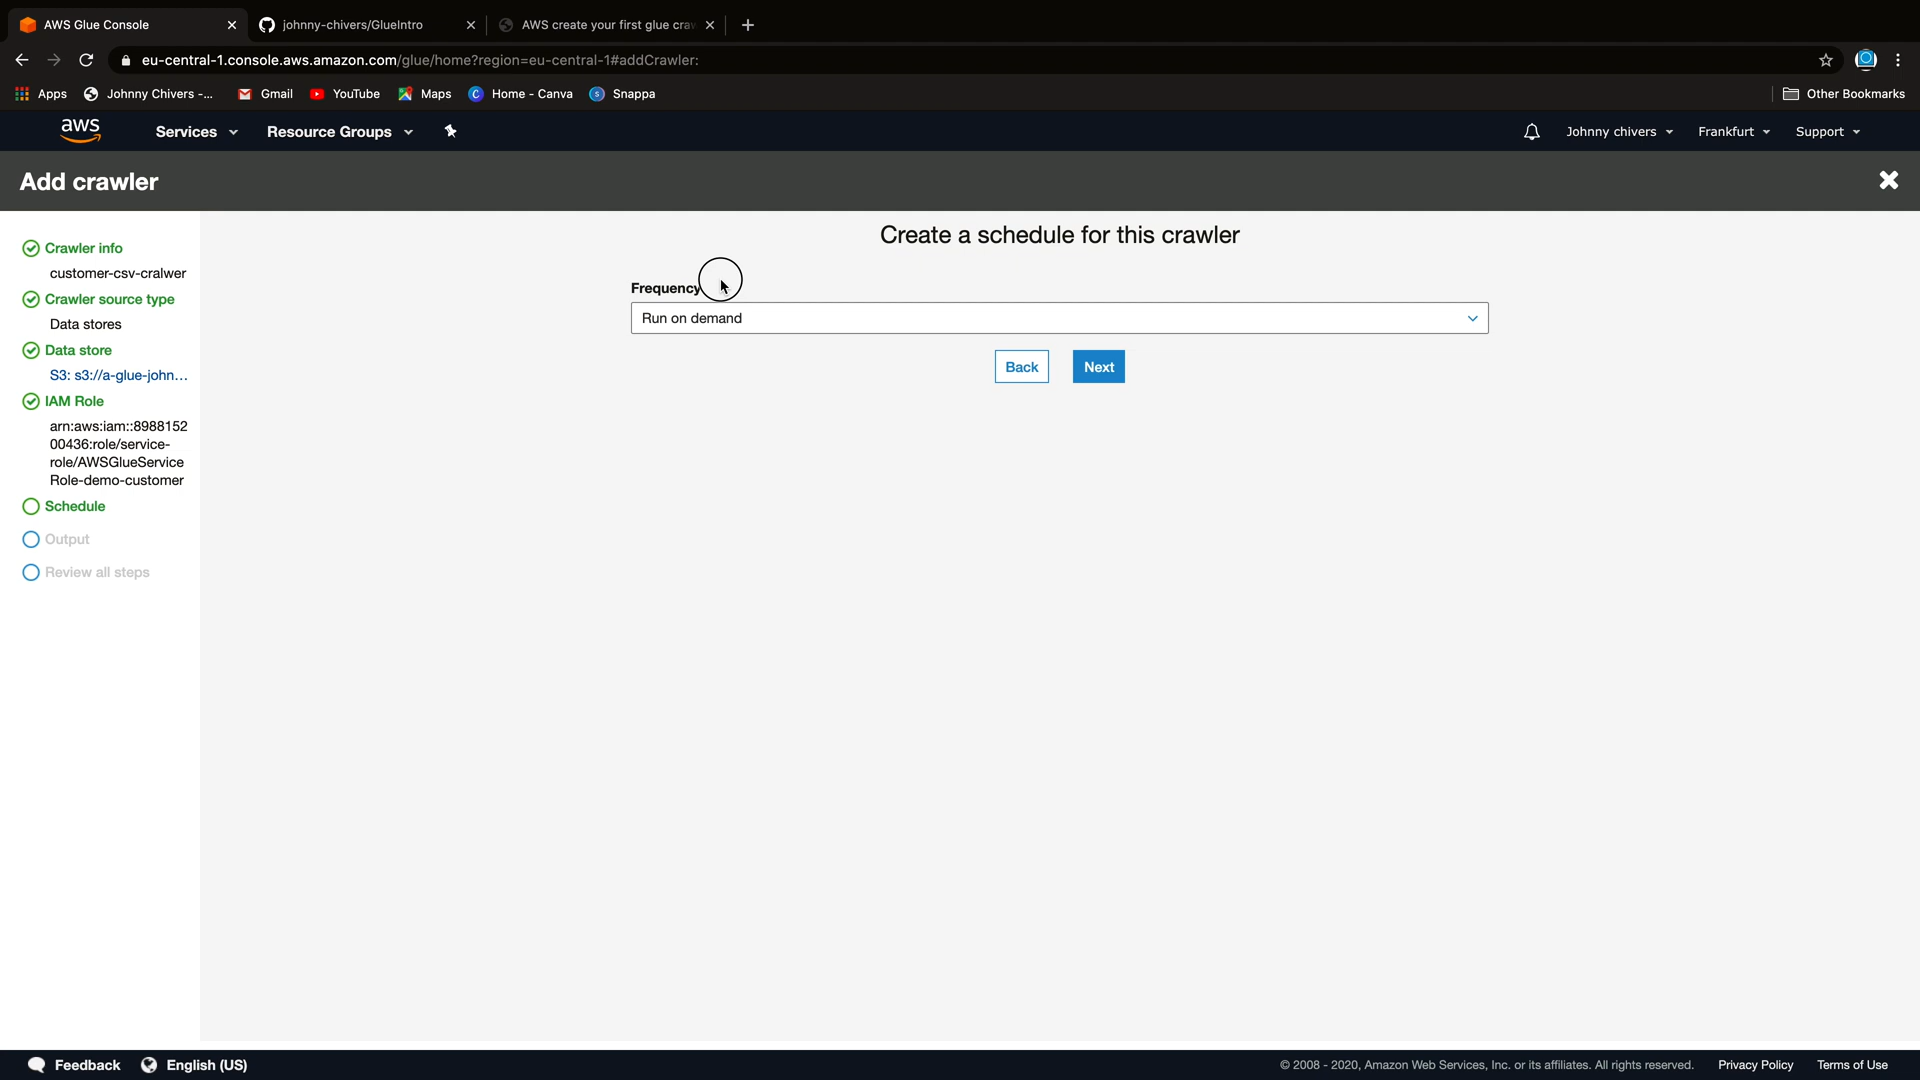 AWS Glue Console
johnny-chivers/GlueIntro
AWS create your first glue craw
eu-central-1.console.aws.amazon.com/glue/home?region=eu-central-1#addCrawler:
Apps
Johnny Chivers -...
Gmail
YouTube
Maps
Home - Canva
Snappa
Other Bookmarks
aws
Services
Resource Groups
Johnny chivers
Frankfurt
Support
Add crawler
Crawler info
customer-csv-cralwer
Crawler source type
Data stores
Data store
S3: s3://a-glue-john...
IAM Role
arn:aws:iam::8988152
00436:role/service-
role/AWSGlueService
Role-demo-customer
Schedule
Output
Review all steps
Create a schedule for this crawler
Frequency
Run on demand
Back
Next
Feedback
English (US)
© 2008 - 2020, Amazon Web Services, Inc. or its affiliates. All rights reserved.
Privacy Policy
Terms of Use